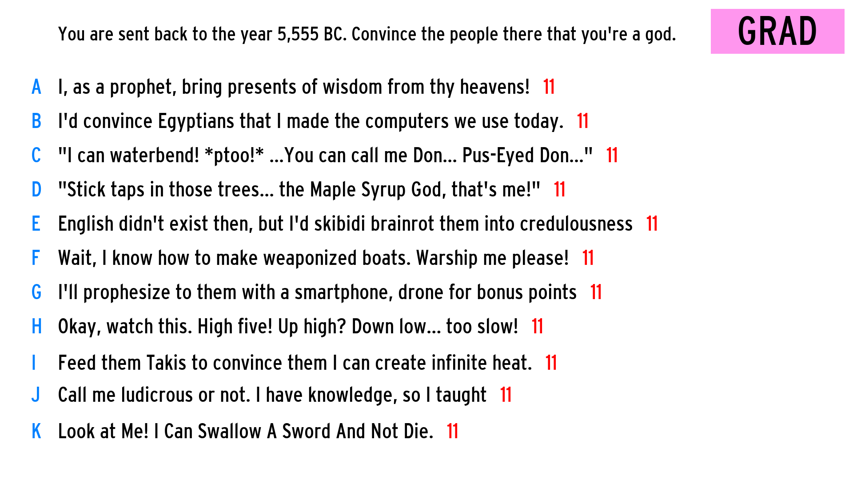 You are sent back to the year 5,555 BC. Convince the people there that you're a god.
GRAD
A I, as a prophet, bring presents of wisdom from thy heavens! 11
B I'd convince Egyptians that I made the computers we use today. 11
C "I can waterbend! *ptoo!* ...You can call me Don... Pus-Eyed Don..." 11
D "Stick taps in those trees... the Maple Syrup God, that's me!" 11
E English didn't exist then, but I'd skibidi brainrot them into credulousness 11
F Wait, I know how to make weaponized boats. Warship me please! 11
G I'll prophesize to them with a smartphone, drone for bonus points 11
H Okay, watch this. High five! Up high? Down low... too slow! 11
I Feed them Takis to convince them I can create infinite heat. 11
J Call me ludicrous or not. I have knowledge, so I taught 11
K Look at Me! I Can Swallow A Sword And Not Die. 11